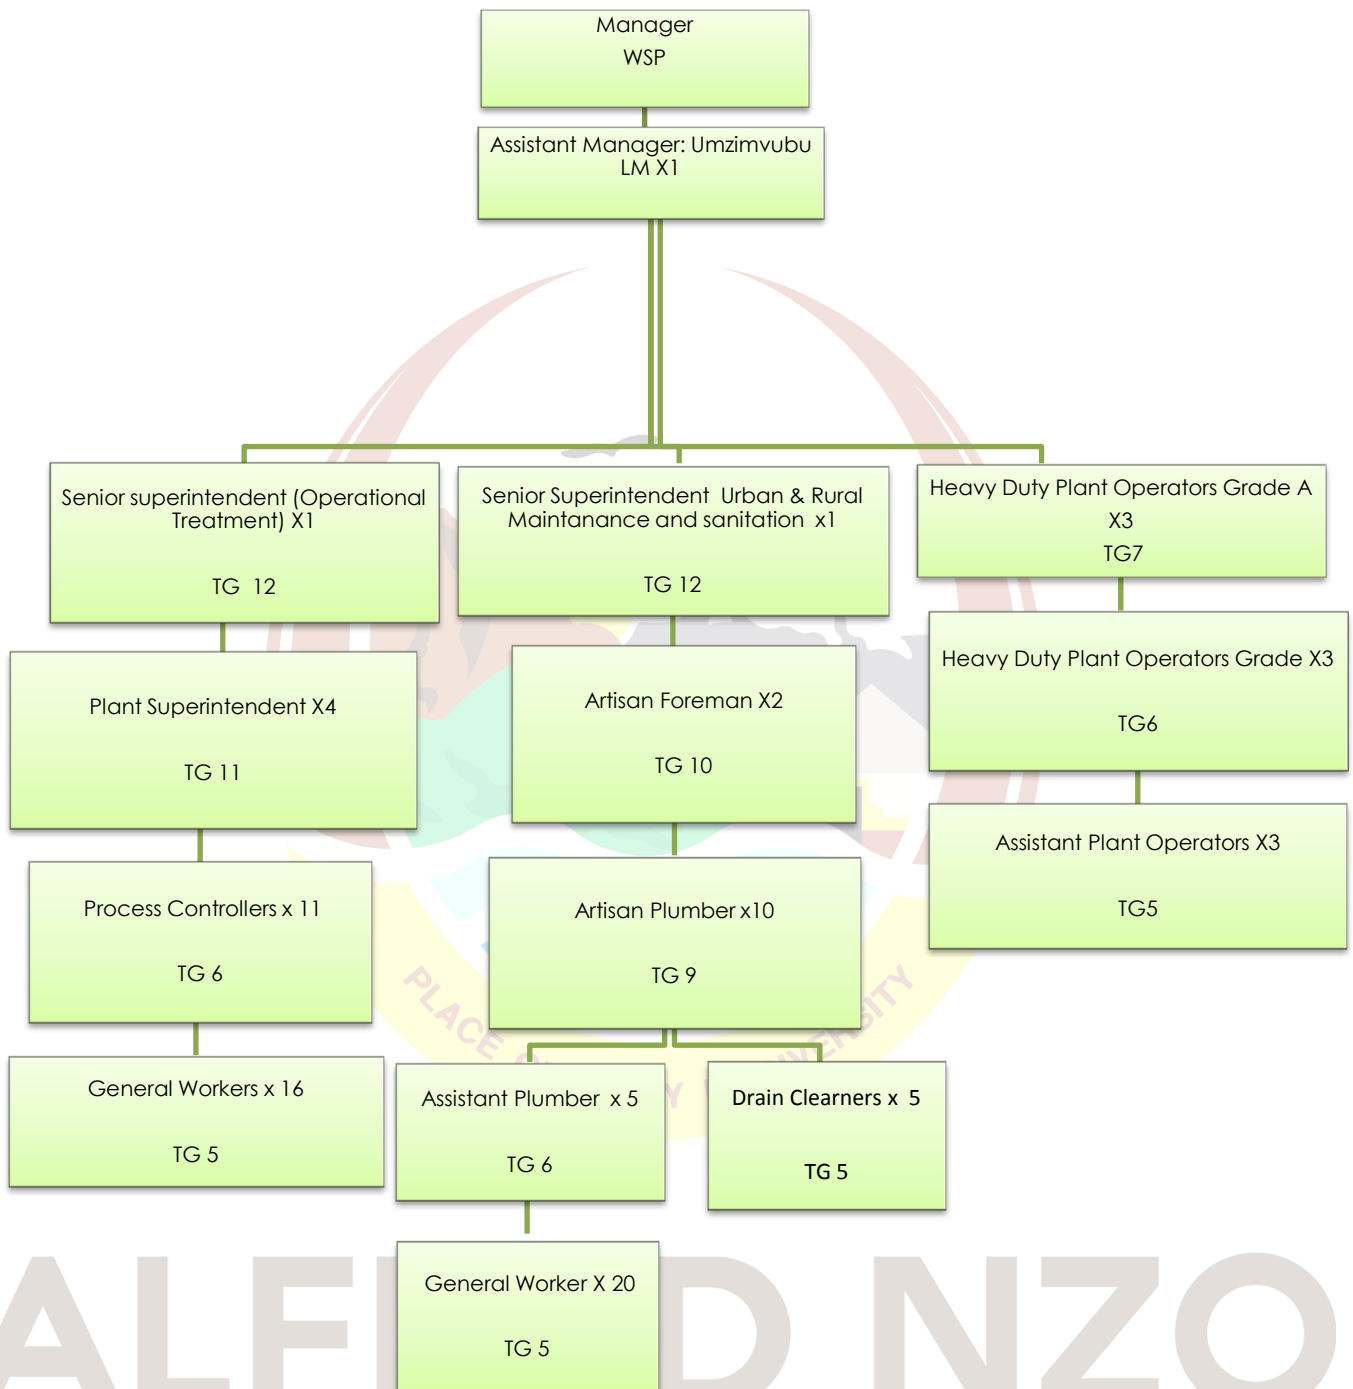 Manager
WSP
Assistant Manager: Umzimvubu
LM X1
Senior superintendent (Operational
Treatment) X1
TG 12
Senior Superintendent Urban & Rural
Maintanance and sanitation x1
TG 12
Heavy Duty Plant Operators Grade A
X3
TG7
Plant Superintendent X4
TG 11
Artisan Foreman X2
TG 10
Heavy Duty Plant Operators Grade X3
TG6
Process Controllers x 11
TG 6
Artisan Plumber x10
TG 9
Assistant Plant Operators X3
TG5
General Workers x 16
TG 5
Assistant Plumber x 5
TG 6
Drain Clearners x 5
TG 5
General Worker X 20
TG 5
PLACE
NZO